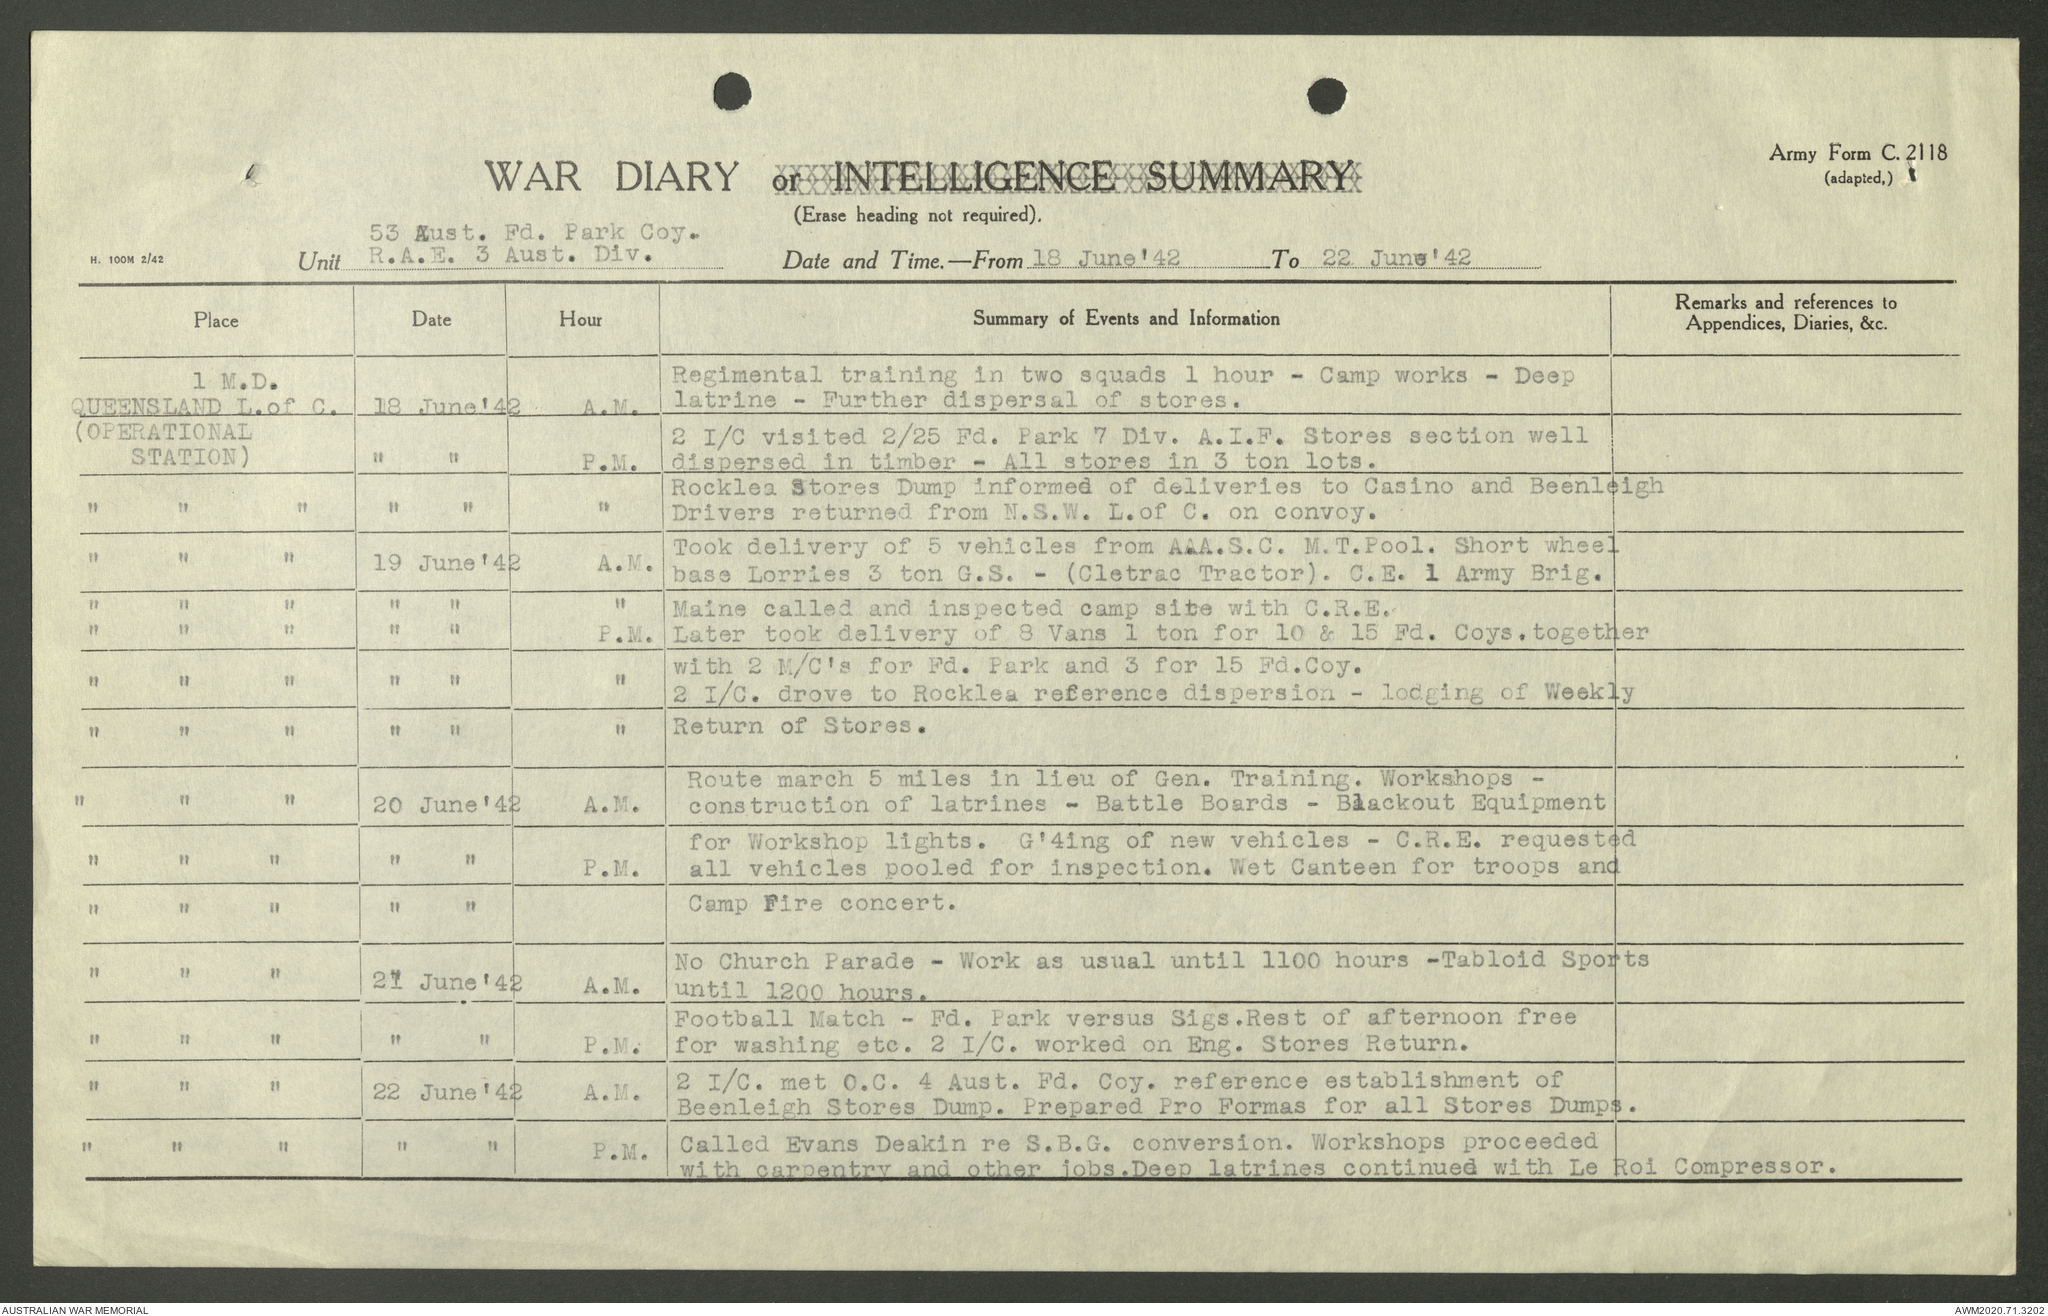 Army Form C. 2118
(adapted,)
WAR DIARY or INTELLIGENCE SUMMARY
(Erase heading not required).
H. 100M 2/42
Unit 53 Aust. Fd. Park Coy.
R.A.E. 3 Aust. Div.
Date and Time.—From 18 June'42 To 22 June'42
Place Date Hour Summary of Events and Information Remarks and references to
Appendices, Diaries, &c.
1 M.D. Regimental training in two squads 1 hour - Camp works - Deep
QUEENSLAND L.of C. 18 June'42 A.M. latrine - Further dispersal of stores.
(OPERATIONAL 2 I/C visited 2/25 Fd. Park 7 Div. A.I.F. Stores section well
STATION) " " P.M. dispersed in timber - All stores in 3 ton lots.
Rocklea Stores Dump informed of deliveries to Casino and Beenleigh
" " " " " " Drivers returned from N.S.W. L.of C. on convoy.
" " " Took delivery of 5 vehicles from AAA.S.C. M.T.Pool. Short wheel
19 June'42 A.M. base Lorries 3 ton G.S. - (Cletrac Tractor). C.E. 1 Army Brig.
" " " " " " Maine called and inspected camp site with C.R.E.
" " " " " P.M. Later took delivery of 8 Vans 1 ton for 10 & 15 Fd. Coys.together
with 2 M/C's for Fd. Park and 3 for 15 Fd.Coy.
" " " " " " 2 I/C. drove to Rocklea reference dispersion - lodging of Weekly
" " " " " " Return of Stores.
Route march 5 miles in lieu of Gen. Training. Workshops -
" " " 20 June'42 A.M. construction of latrines - Battle Boards - Blackout Equipment
for Workshop lights. G'4ing of new vehicles - C.R.E. requested
" " " " " P.M. all vehicles pooled for inspection. Wet Canteen for troops and
" " " " " Camp Fire concert.
" " " No Church Parade - Work as usual until 1100 hours -Tabloid Sports
21 June'42 A.M. until 1200 hours.
Football Match - Fd. Park versus Sigs.Rest of afternoon free
" " " " " P.M. for washing etc. 2 I/C. worked on Eng. Stores Return.
" " " 22 June'42 A.M. 2 I/C. met O.C. 4 Aust. Fd. Coy. reference establishment of
Beenleigh Stores Dump. Prepared Pro Formas for all Stores Dumps.
" " " " " P.M. Called Evans Deakin re S.B.G. conversion. Workshops proceeded
with carpentry and other jobs.Deep latrines continued with Le Roi Compressor.
AUSTRALIAN WAR MEMORIAL AWM2020.71.3202